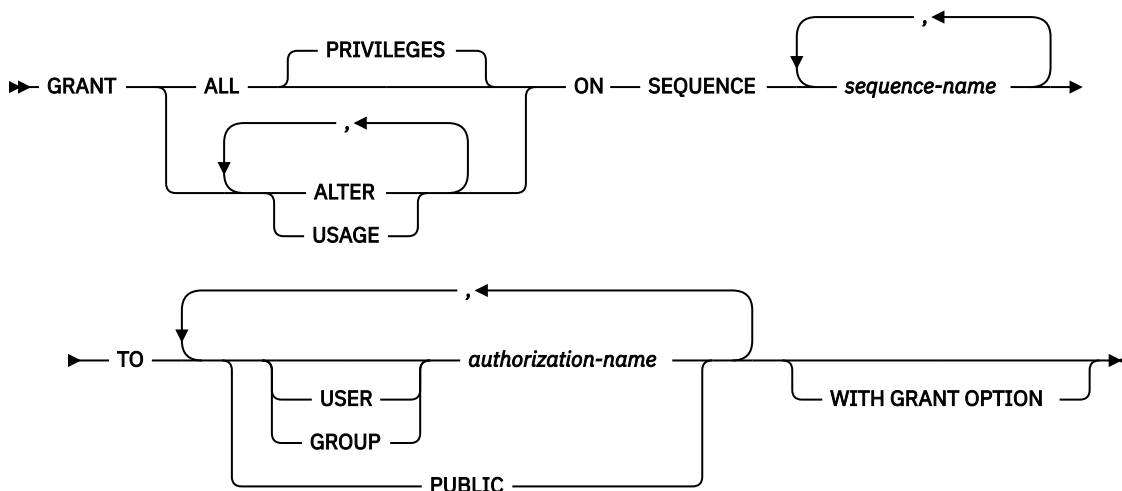 PRIVILEGES
,
GRANT ALL ON SEQUENCE sequence-name
,
ALTER
USAGE
,
TO authorization-name
USER
WITH GRANT OPTION
GROUP
PUBLIC